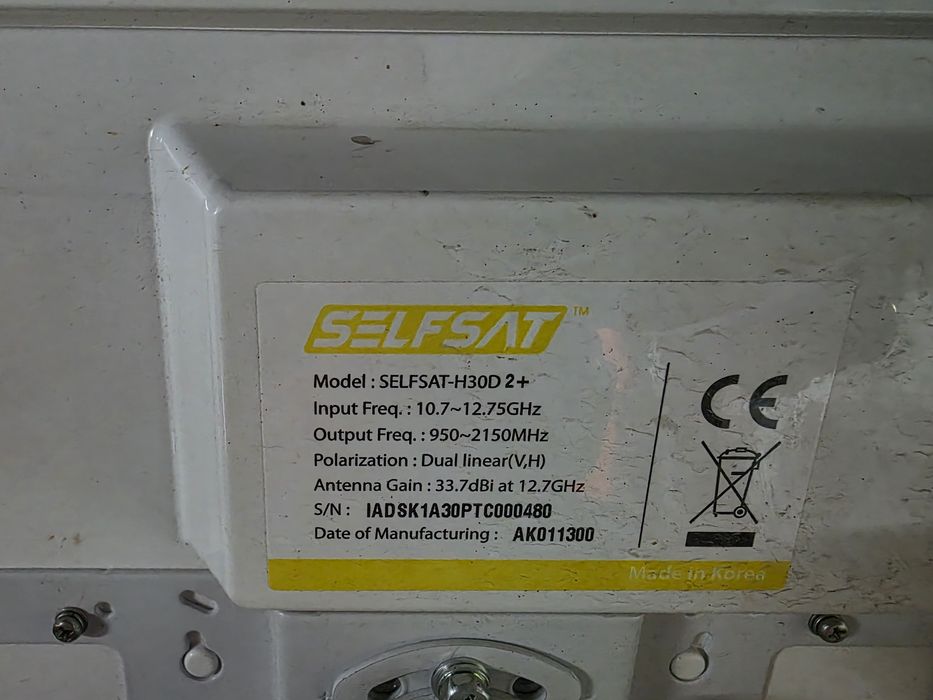 SELFSAT™
Model : SELFSAT-H30D 2+
Input Freq. : 10.7~12.75GHz
Output Freq. : 950~2150MHz
Polarization : Dual linear(V,H)
Antenna Gain : 33.7dBi at 12.7GHz
S/N : IADSK1A30PTC000480
Date of Manufacturing : AK011300
CE
Made in Korea